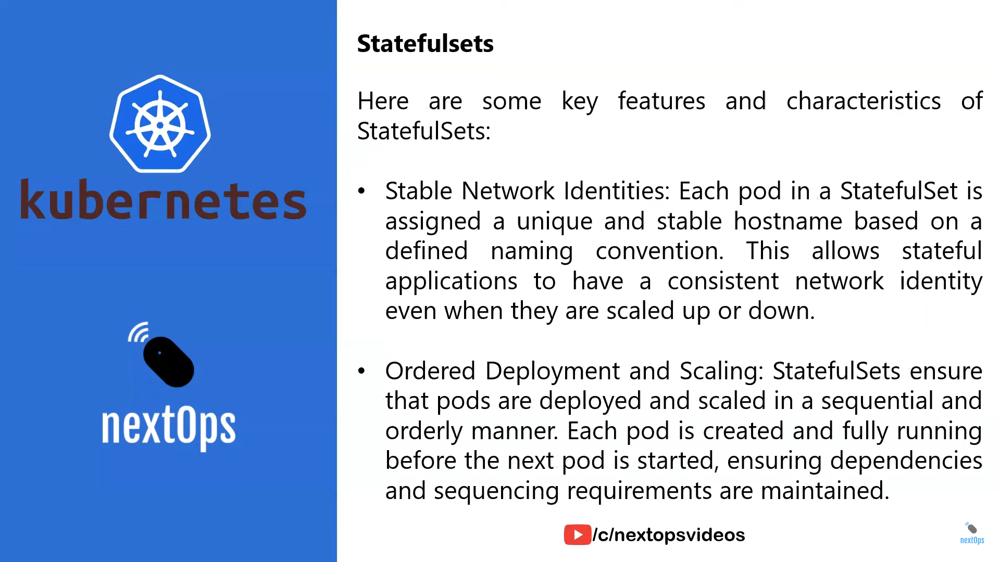 kubernetes
nextOps
Statefulsets
Here are some key features and characteristics of
StatefulSets:
• Stable Network Identities: Each pod in a StatefulSet is
assigned a unique and stable hostname based on a
defined naming convention. This allows stateful
applications to have a consistent network identity
even when they are scaled up or down.
• Ordered Deployment and Scaling: StatefulSets ensure
that pods are deployed and scaled in a sequential and
orderly manner. Each pod is created and fully running
before the next pod is started, ensuring dependencies
and sequencing requirements are maintained.
/c/nextopsvideos
nextOps